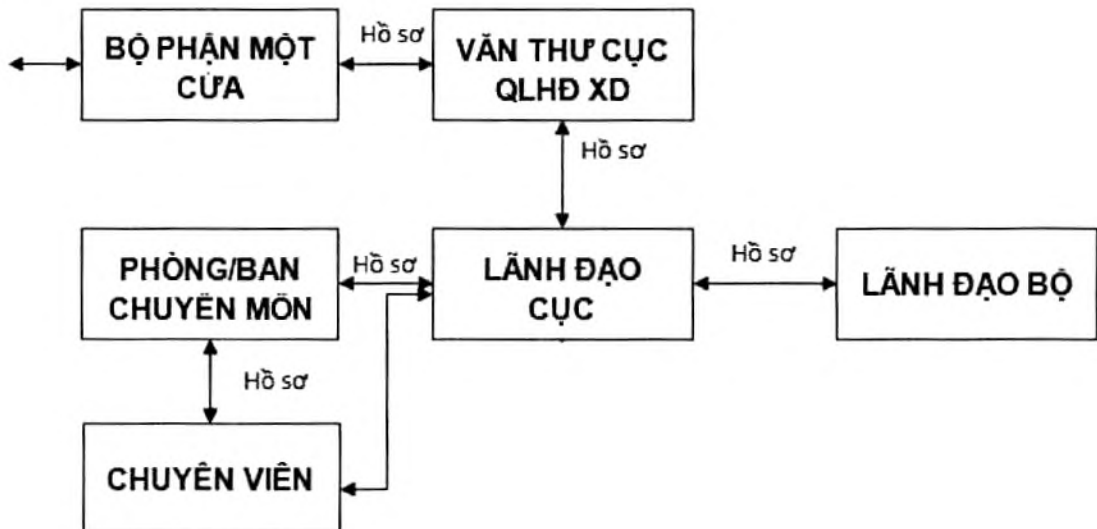 BỘ PHẬN MỘT
CỬA
Hồ sơ
VĂN THƯ CỤC
QLHĐ XD
Hồ sơ
PHÒNG/BAN
CHUYÊN MÔN
Hồ sơ
LÃNH ĐẠO
CỤC
Hồ sơ
LÃNH ĐẠO BỘ
Hồ sơ
CHUYÊN VIÊN